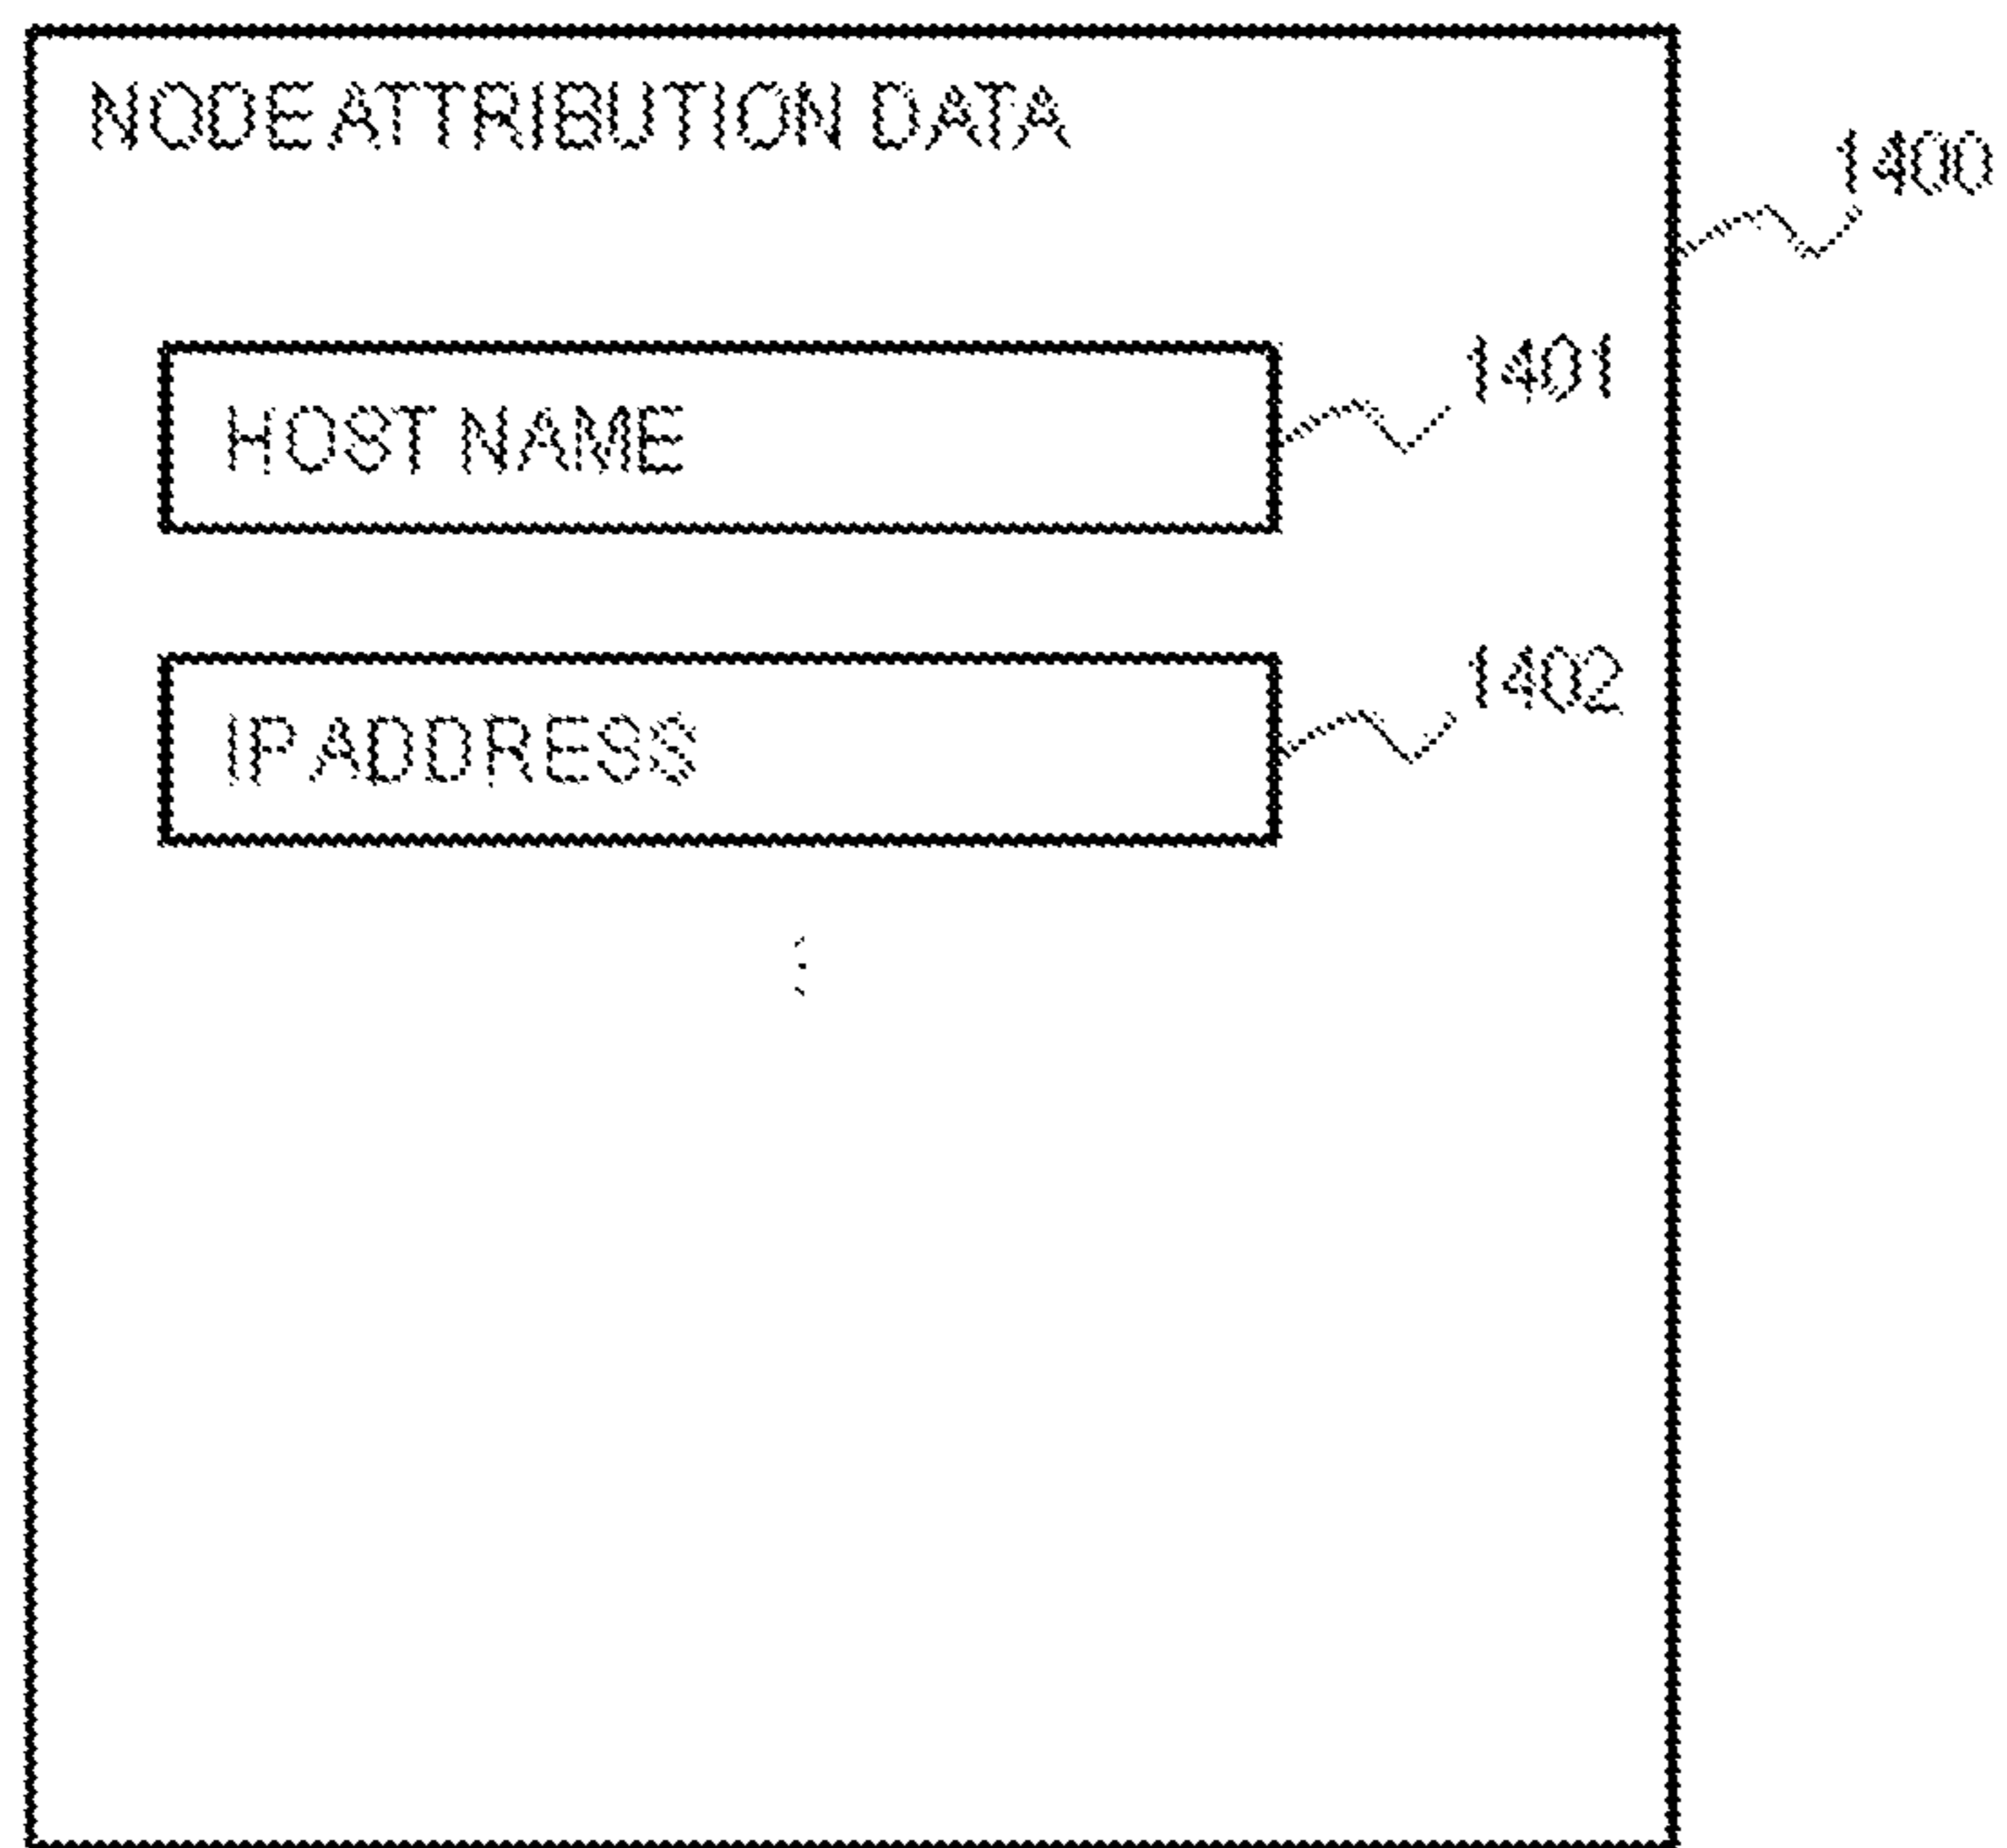 NODE ATTRIBUTION DATA
1400
1401
HOST NAME
1402
IP ADDRESS